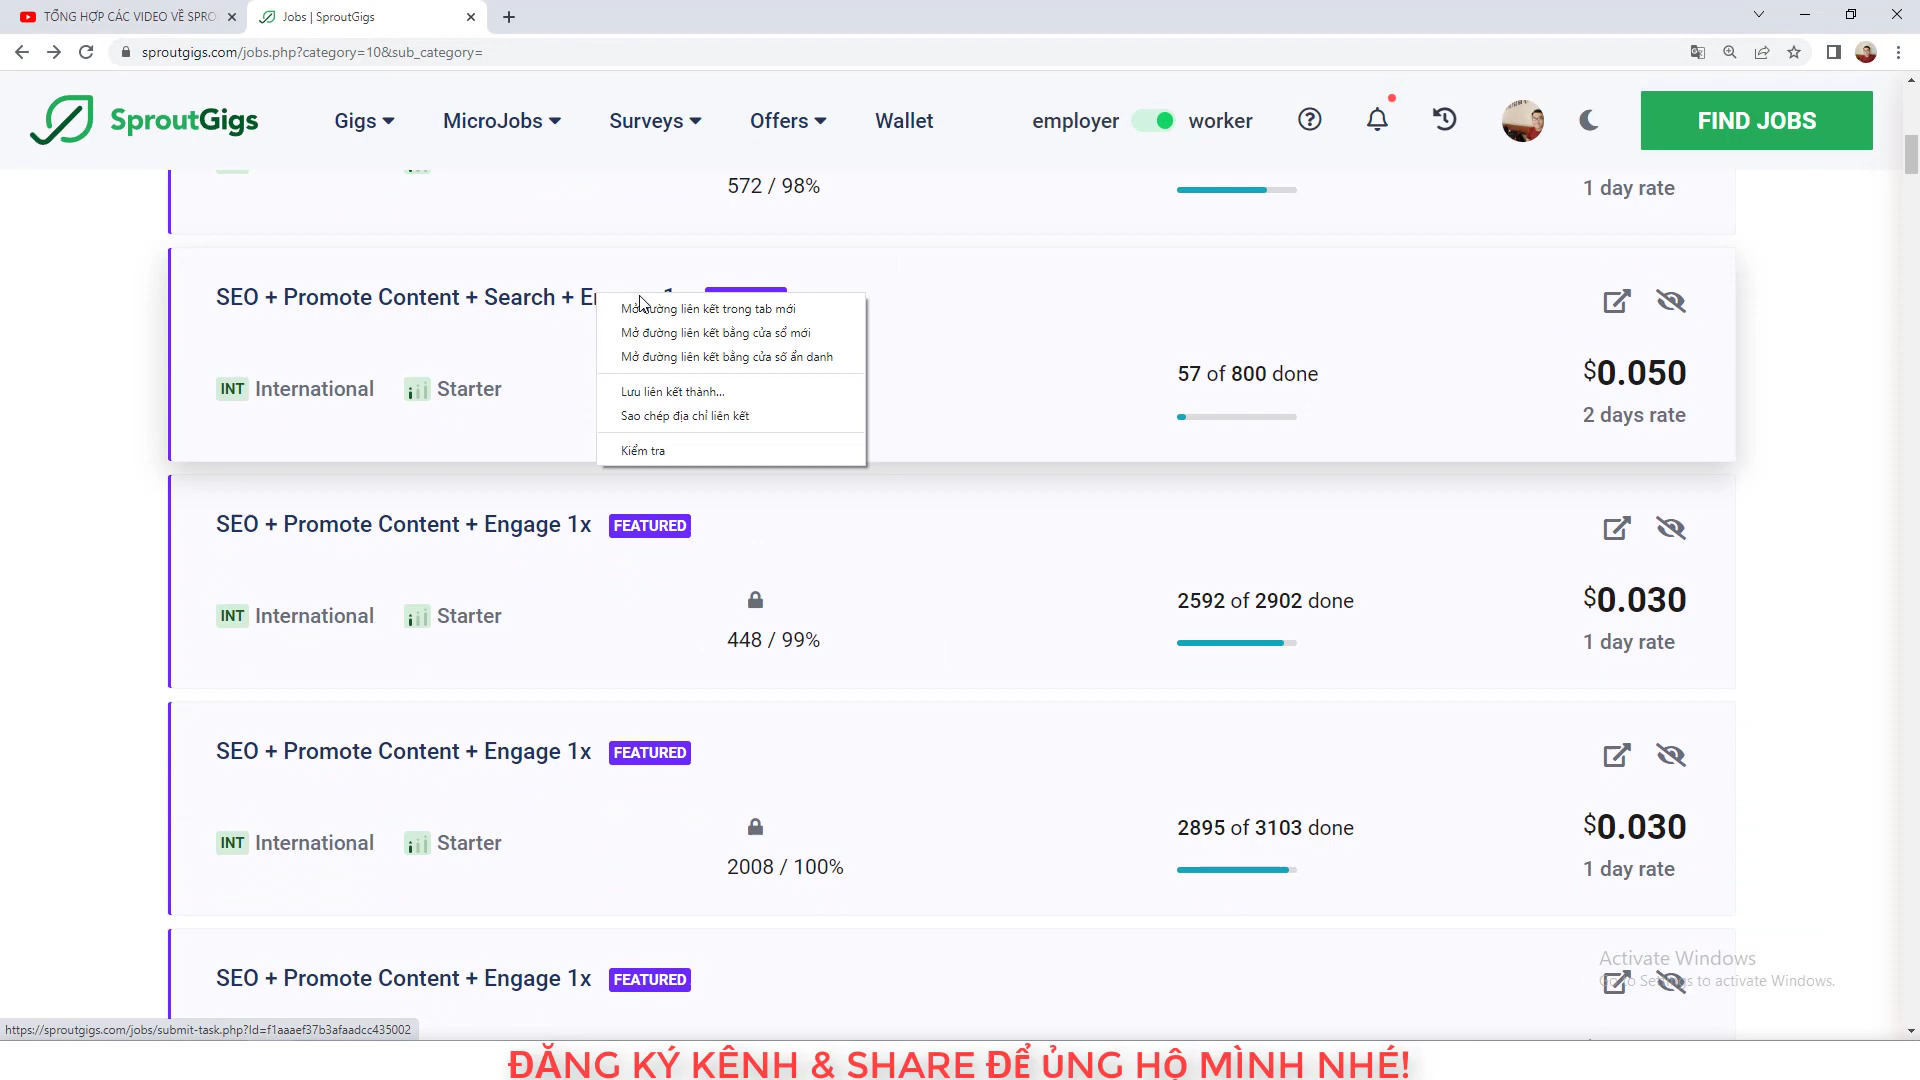 TỔNG HỢP CÁC VIDEO VỀ SPRO
Jobs | SproutGigs
sproutgigs.com/jobs.php?category=10&sub_category=
SproutGigs
Gigs
MicroJobs
Surveys
Offers
Wallet
employer
worker
FIND JOBS
572 / 98%
1 day rate
SEO + Promote Content + Search +
Mở đường liên kết trong tab mới
Mở đường liên kết bằng cửa sổ mới
Mở đường liên kết bằng cửa sổ ẩn danh
Lưu liên kết thành...
Sao chép địa chỉ liên kết
Kiểm tra
INT International
Starter
57 of 800 done
$0.050
2 days rate
SEO + Promote Content + Engage 1x FEATURED
INT International
Starter
448 / 99%
2592 of 2902 done
$0.030
1 day rate
SEO + Promote Content + Engage 1x FEATURED
INT International
Starter
2008 / 100%
2895 of 3103 done
$0.030
1 day rate
SEO + Promote Content + Engage 1x FEATURED
Activate Windows
Go to Settings to activate Windows.
https://sproutgigs.com/jobs/submit-task.php?Id=f1aaaef37b3afaadcc435002
ĐĂNG KÝ KÊNH & SHARE ĐỂ ỦNG HỘ MÌNH NHÉ!